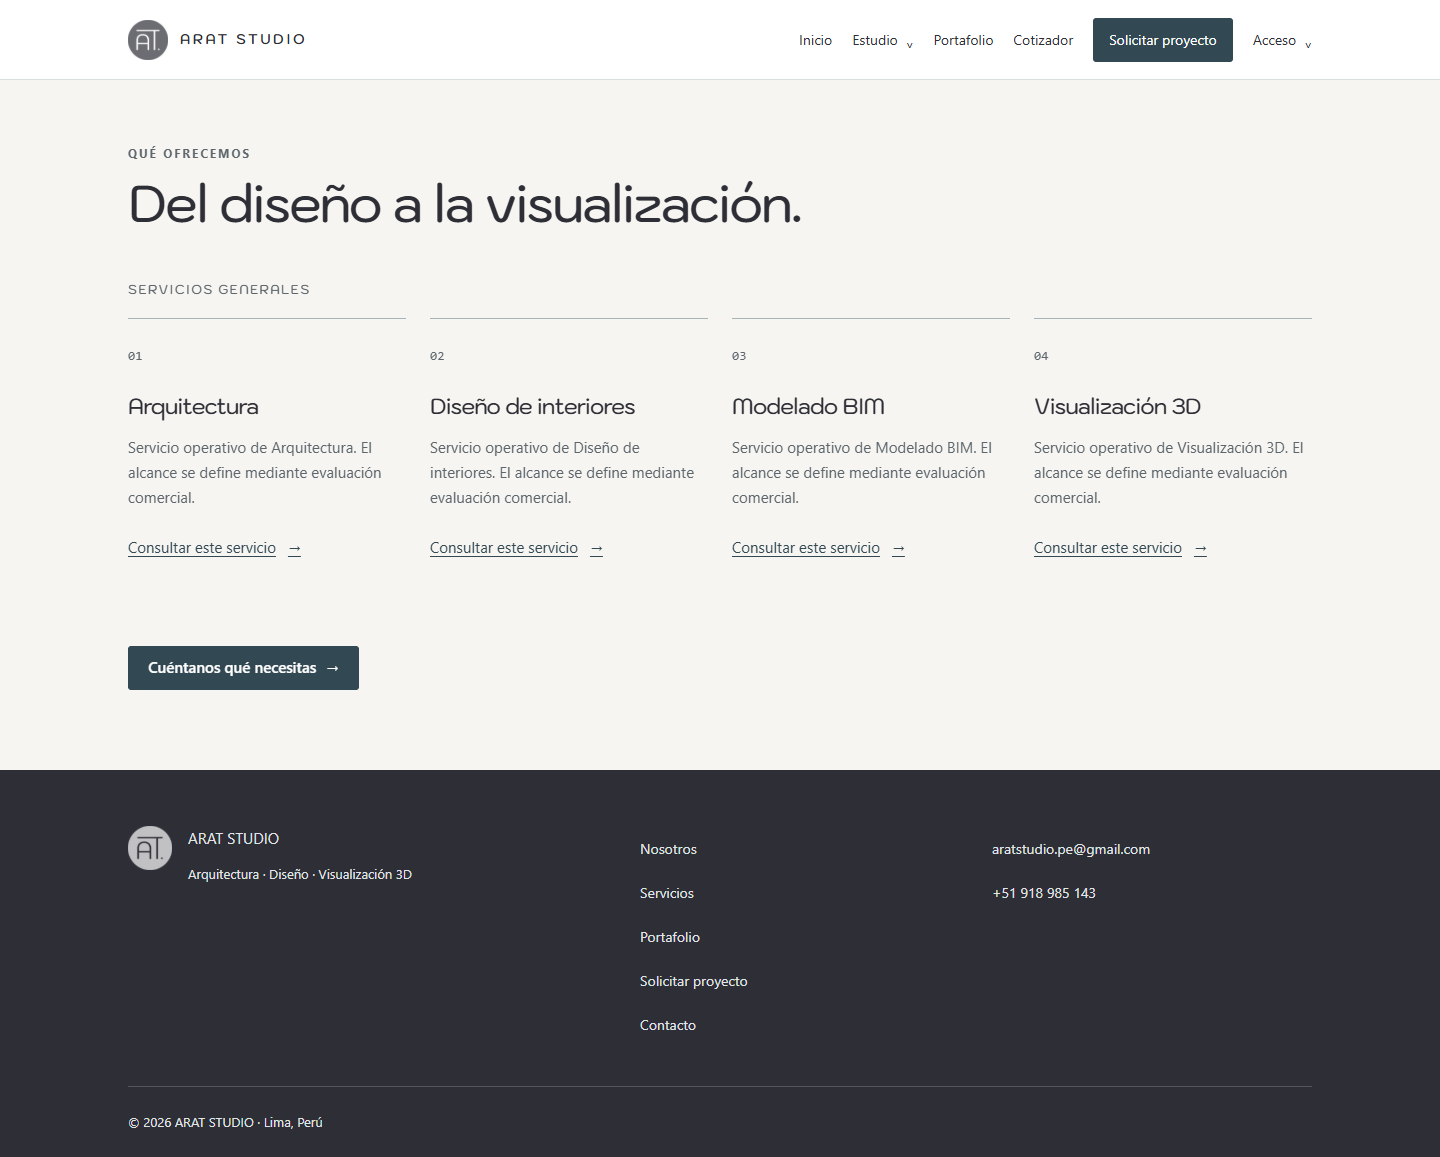 AT.
ARAT STUDIO
Inicio
Estudio v
Portafolio
Cotizador
Solicitar proyecto
Acceso v
QUÉ OFRECEMOS
Del diseño a la visualización.
SERVICIOS GENERALES
01
Arquitectura
Servicio operativo de Arquitectura. El
alcance se define mediante evaluación
comercial.
Consultar este servicio →
02
Diseño de interiores
Servicio operativo de Diseño de
interiores. El alcance se define mediante
evaluación comercial.
Consultar este servicio →
03
Modelado BIM
Servicio operativo de Modelado BIM. El
alcance se define mediante evaluación
comercial.
Consultar este servicio →
04
Visualización 3D
Servicio operativo de Visualización 3D. El
alcance se define mediante evaluación
comercial.
Consultar este servicio →
Cuéntanos qué necesitas →
AT.
ARAT STUDIO
Arquitectura · Diseño · Visualización 3D
Nosotros
Servicios
Portafolio
Solicitar proyecto
Contacto
aratstudio.pe@gmail.com
+51 918 985 143
© 2026 ARAT STUDIO · Lima, Perú